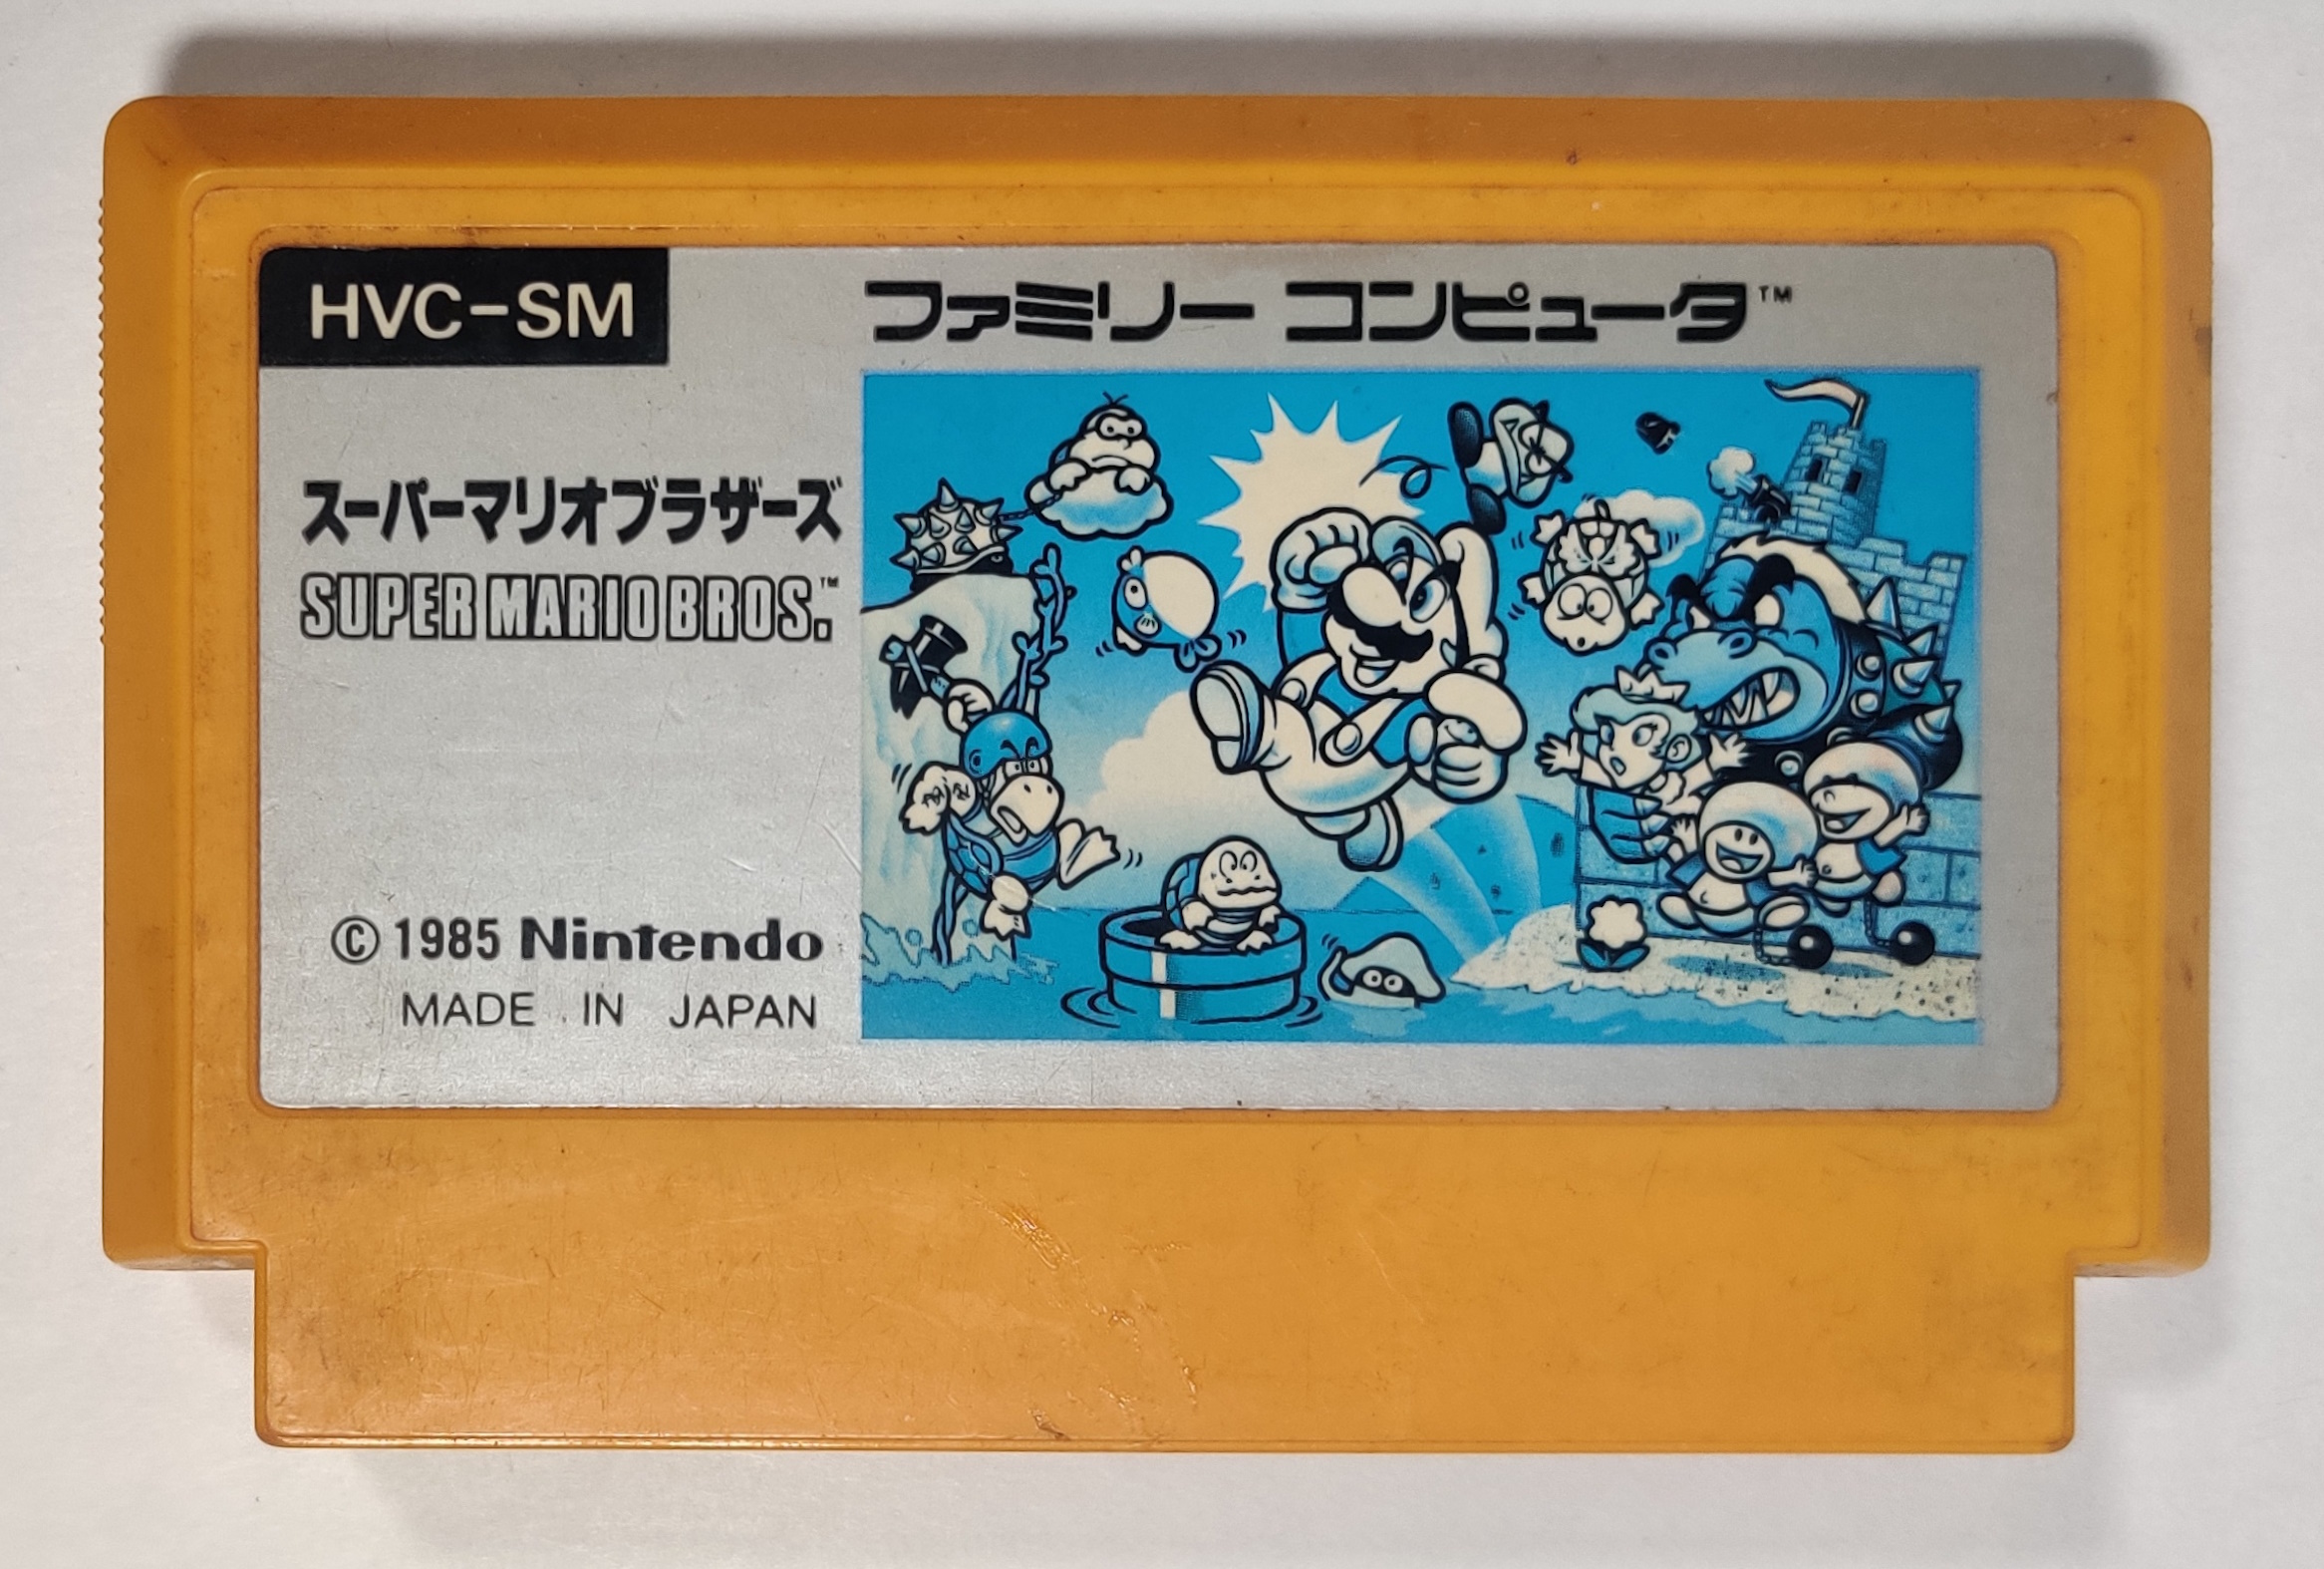 HVC-SM
ファミリー コンピュータ™
スーパーマリオブラザーズ
SUPER MARIO BROS.™
© 1985 Nintendo
MADE IN JAPAN